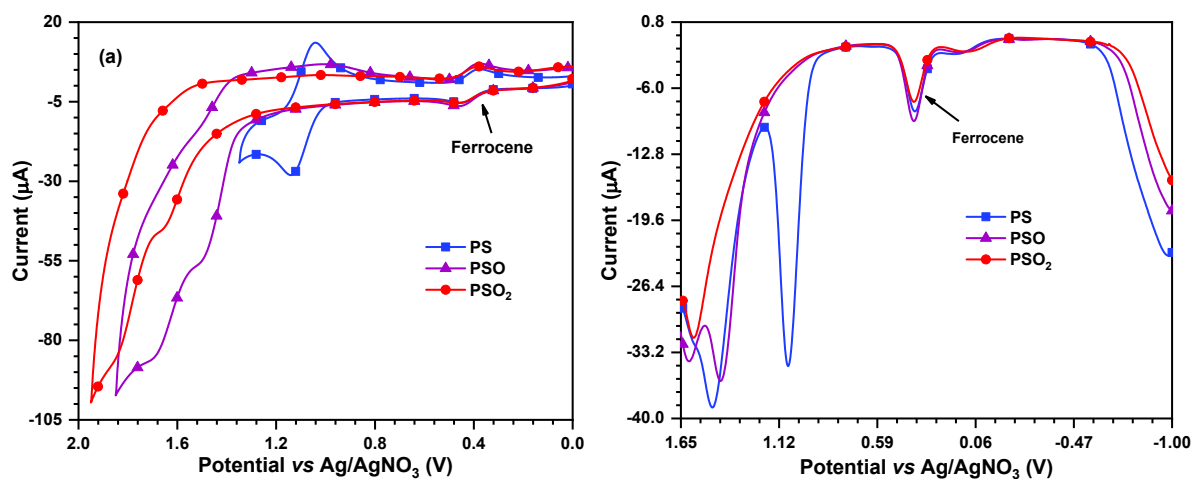 (a)
20
-5
-30
-55
-80
-105
Current (μA)
2.0 1.6 1.2 0.8 0.4 0.0
Potential vs Ag/AgNO3 (V)
Ferrocene
PS
PSO
PSO2
0.8
-6.0
-12.8
-19.6
-26.4
-33.2
-40.0
Current (μA)
1.65 1.12 0.59 0.06 -0.47 -1.00
Potential vs Ag/AgNO3 (V)
Ferrocene
PS
PSO
PSO2